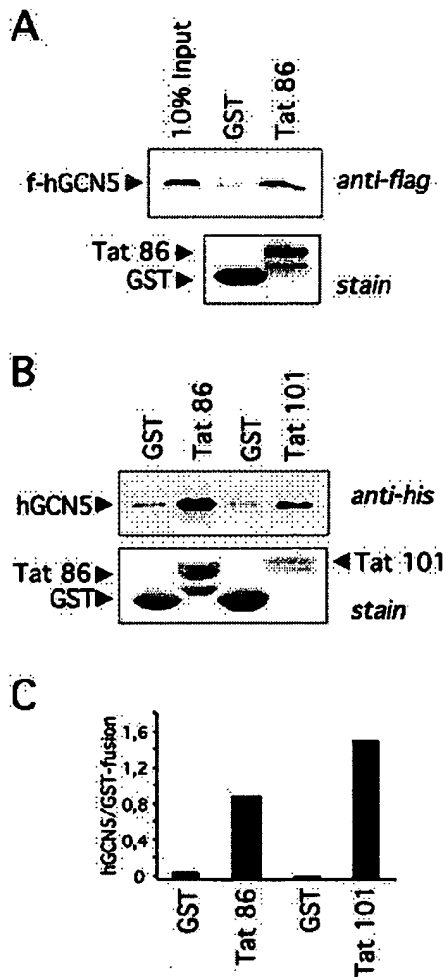 A
10% Input
GST
Tat 86
f-hGCN5
anti-flag
Tat 86
GST
stain
B
GST
Tat 86
GST
Tat 101
hGCN5
anti-his
Tat 86
Tat 101
GST
stain
C
hGCN5/GST-fusion
1,6
1,2
0,8
0,4
0
GST
Tat 86
GST
Tat 101